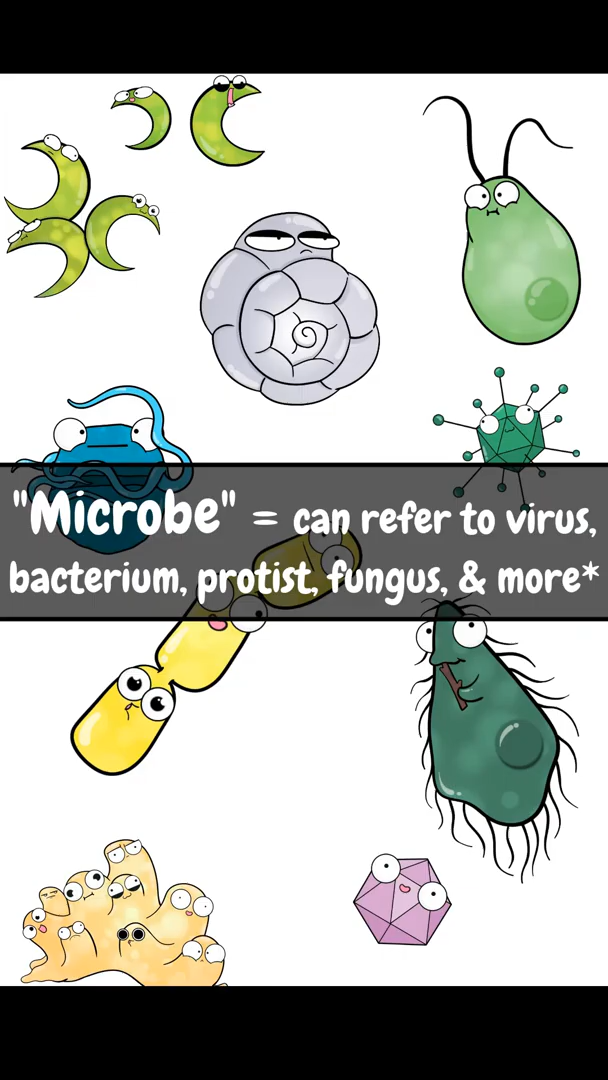 "Microbe" = can refer to virus,
bacterium, protist, fungus, & more*